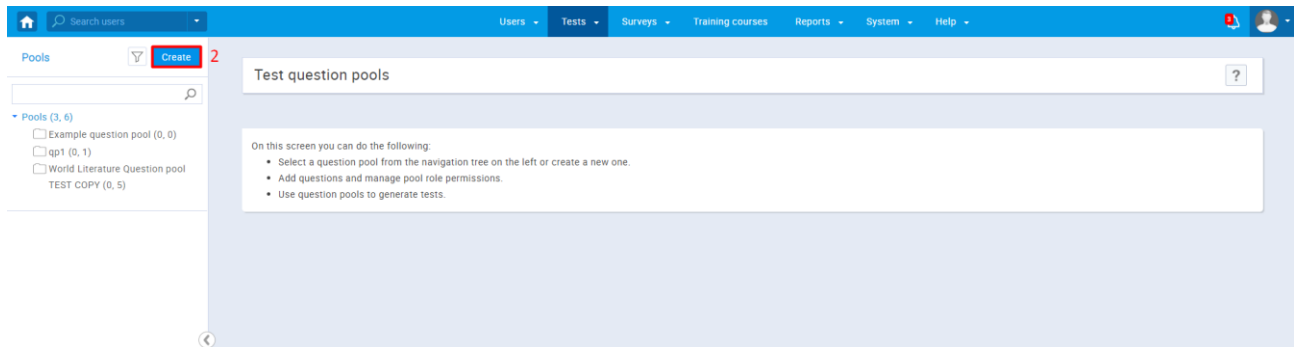 Search users
Users Tests Surveys Training courses Reports System Help
Pools Create 2
Test question pools ?
Pools (3, 6)
Example question pool (0, 0)
qp1 (0, 1)
World Literature Question pool
TEST COPY (0, 5)
On this screen you can do the following:
• Select a question pool from the navigation tree on the left or create a new one.
• Add questions and manage pool role permissions.
• Use question pools to generate tests.